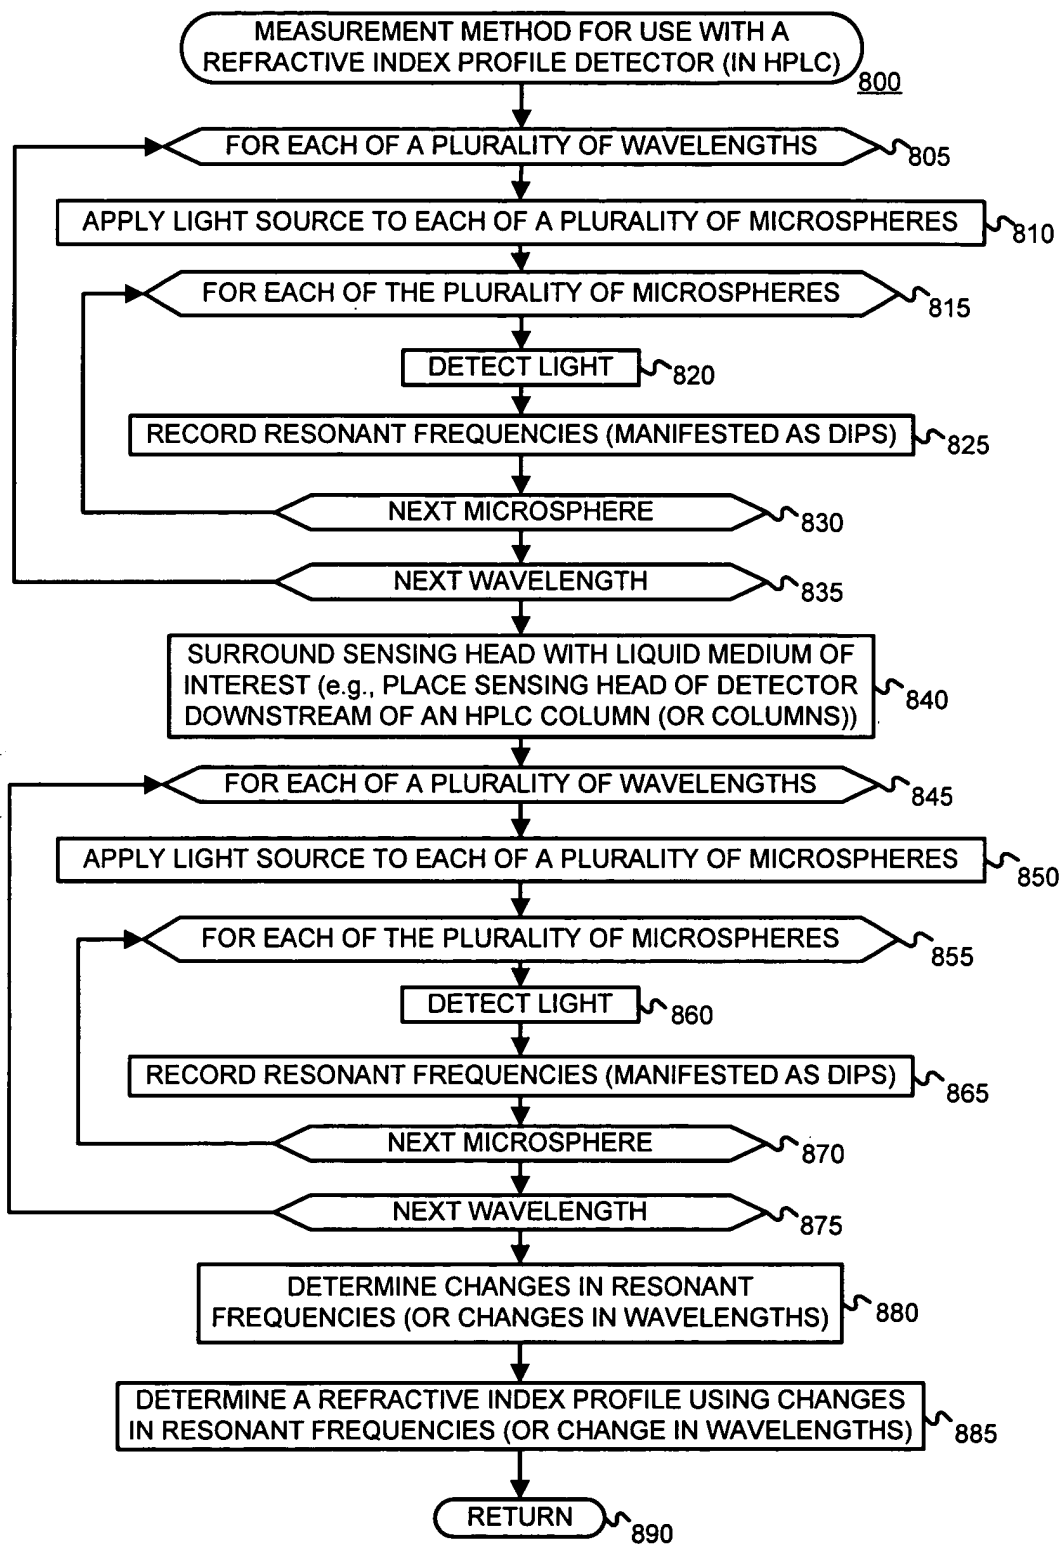 MEASUREMENT METHOD FOR USE WITH A
REFRACTIVE INDEX PROFILE DETECTOR (IN HPLC)
800
FOR EACH OF A PLURALITY OF WAVELENGTHS
805
APPLY LIGHT SOURCE TO EACH OF A PLURALITY OF MICROSPHERES
810
FOR EACH OF THE PLURALITY OF MICROSPHERES
815
DETECT LIGHT
820
RECORD RESONANT FREQUENCIES (MANIFESTED AS DIPS)
825
NEXT MICROSPHERE
830
NEXT WAVELENGTH
835
SURROUND SENSING HEAD WITH LIQUID MEDIUM OF
INTEREST (e.g., PLACE SENSING HEAD OF DETECTOR
DOWNSTREAM OF AN HPLC COLUMN (OR COLUMNS))
840
FOR EACH OF A PLURALITY OF WAVELENGTHS
845
APPLY LIGHT SOURCE TO EACH OF A PLURALITY OF MICROSPHERES
850
FOR EACH OF THE PLURALITY OF MICROSPHERES
855
DETECT LIGHT
860
RECORD RESONANT FREQUENCIES (MANIFESTED AS DIPS)
865
NEXT MICROSPHERE
870
NEXT WAVELENGTH
875
DETERMINE CHANGES IN RESONANT
FREQUENCIES (OR CHANGES IN WAVELENGTHS)
880
DETERMINE A REFRACTIVE INDEX PROFILE USING CHANGES
IN RESONANT FREQUENCIES (OR CHANGE IN WAVELENGTHS)
885
RETURN
890